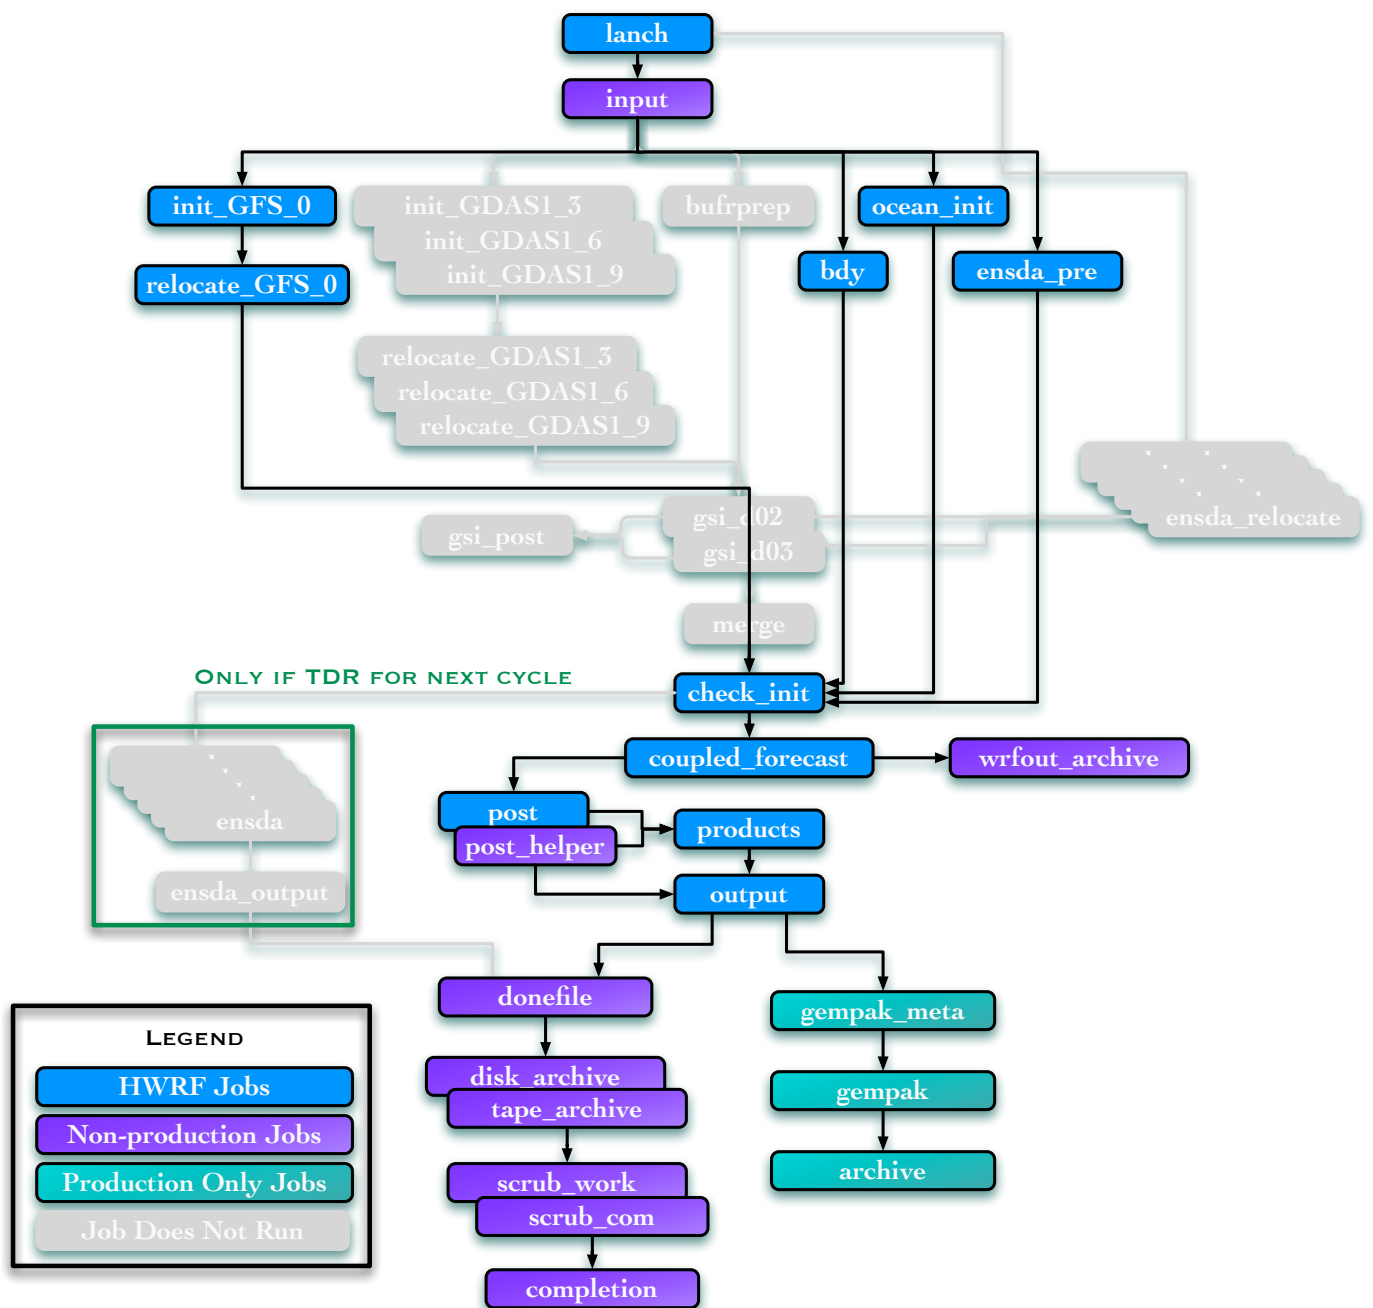 lanch
input
init_GFS_0
init_GDAS1_3
bufrprep
ocean_init
init_GDAS1_6
relocate_GFS_0
init_GDAS1_9
bdy
ensda_pre
relocate_GDAS1_3
relocate_GDAS1_6
relocate_GDAS1_9
gsi_d02
ensda_relocate
gsi_post
gsi_d03
merge
ONLY IF TDR FOR NEXT CYCLE
check_init
coupled_forecast
wrfout_archive
post
ensda
products
post_helper
ensda_output
output
donefile
gempak_meta
LEGEND
HWRF Jobs
Non-production Jobs
Production Only Jobs
Job Does Not Run
disk_archive
gempak
tape_archive
scrub_work
archive
scrub_com
completion